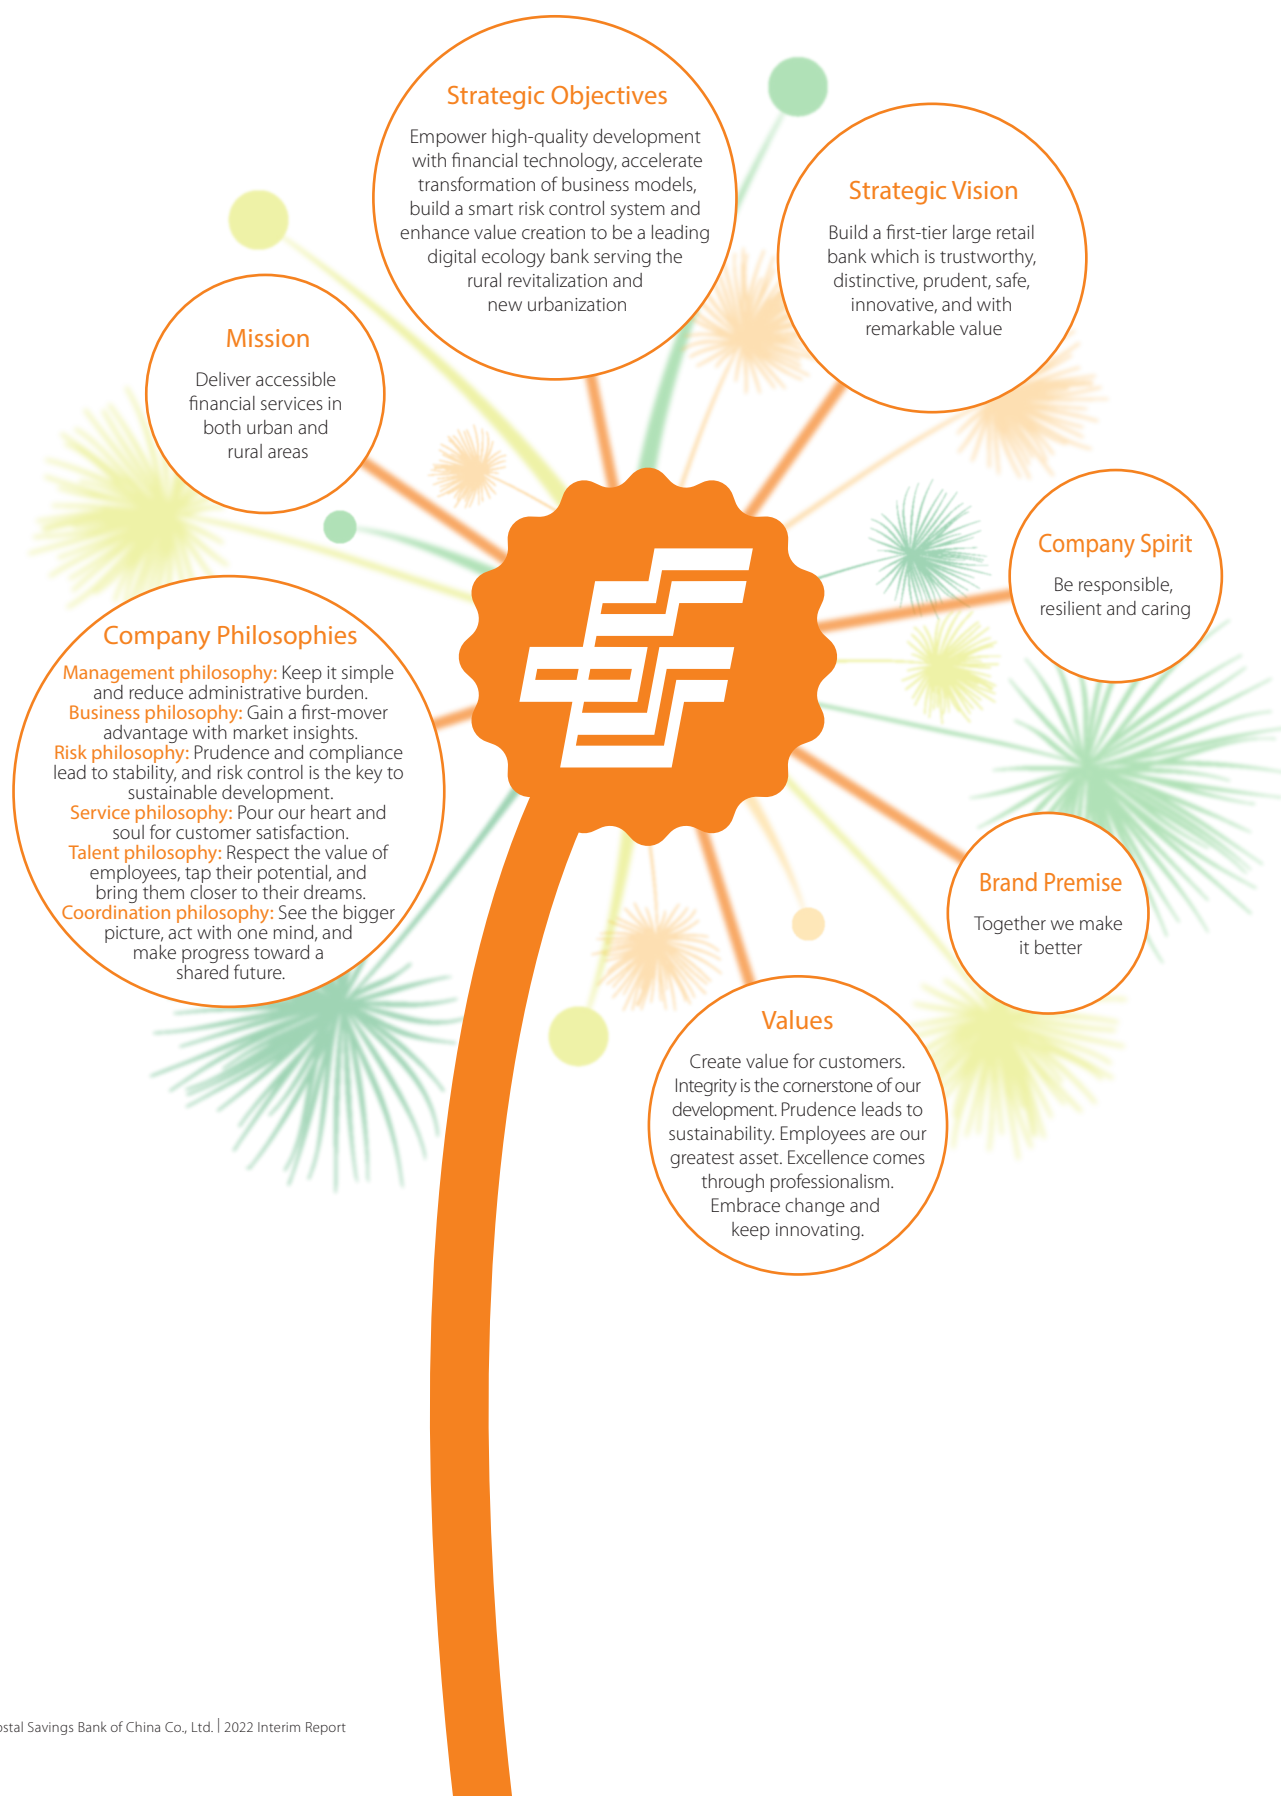 Strategic Objectives
Empower high-quality development
with financial technology, accelerate
transformation of business models,
build a smart risk control system and
enhance value creation to be a leading
digital ecology bank serving the
rural revitalization and
new urbanization
Strategic Vision
Build a first-tier large retail
bank which is trustworthy,
distinctive, prudent, safe,
innovative, and with
remarkable value
Mission
Deliver accessible
financial services in
both urban and
rural areas
Company Spirit
Be responsible,
resilient and caring
Company Philosophies
Management philosophy: Keep it simple
and reduce administrative burden.
Business philosophy: Gain a first-mover
advantage with market insights.
Risk philosophy: Prudence and compliance
lead to stability, and risk control is the key to
sustainable development.
Service philosophy: Pour our heart and
soul for customer satisfaction.
Talent philosophy: Respect the value of
employees, tap their potential, and
bring them closer to their dreams.
Coordination philosophy: See the bigger
picture, act with one mind, and
make progress toward a
shared future.
Brand Premise
Together we make
it better
Values
Create value for customers.
Integrity is the cornerstone of our
development. Prudence leads to
sustainability. Employees are our
greatest asset. Excellence comes
through professionalism.
Embrace change and
keep innovating.
ostal Savings Bank of China Co., Ltd. | 2022 Interim Report